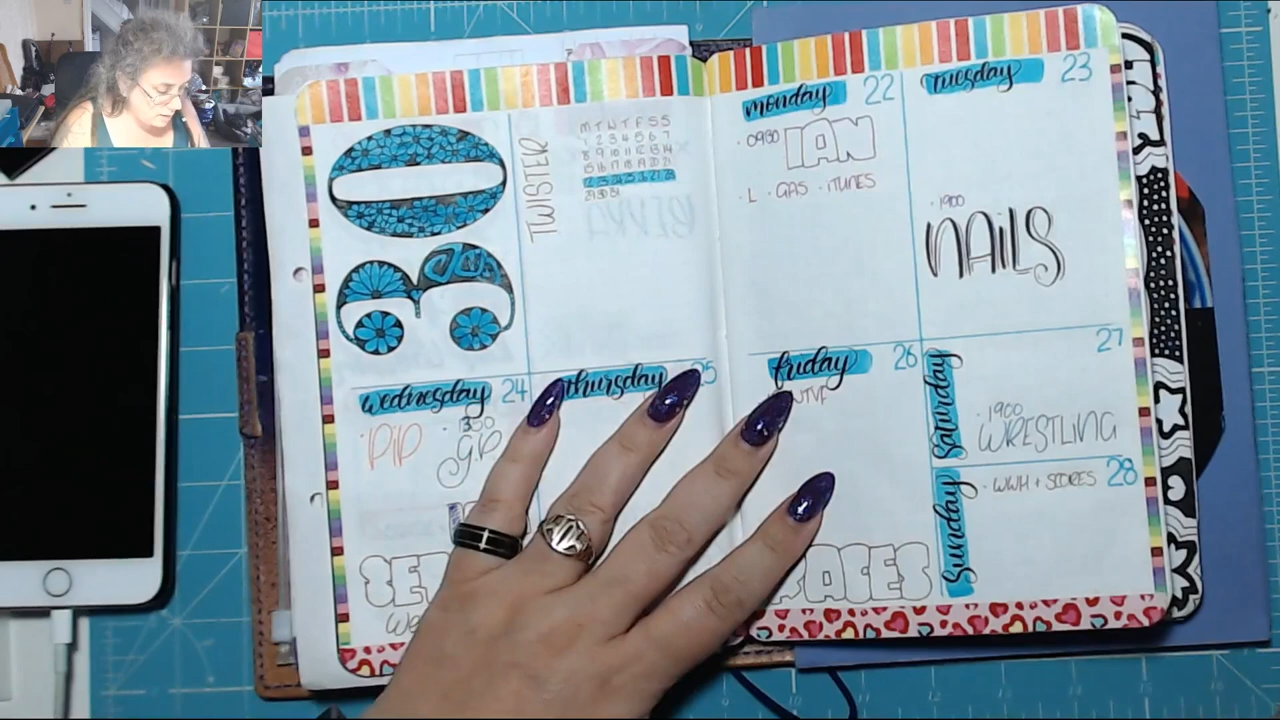 30
TWISTER
M T W T F S S
1 2 3 4 5 6 7
8 9 10 11 12 13 14
15 16 17 18 19 20 21
22 23 24 25 26 27 28
29 30 31
monday 22
· 0930 IAN
· L · GAS · iTUNES
tuesday 23
· 1900
NAiLS
wednesday 24
· PiP
· 1350
GP
thursday 25
friday 26
Saturday 27
· 1900
WRESTLING
Sunday 28
· WWH + SCORES